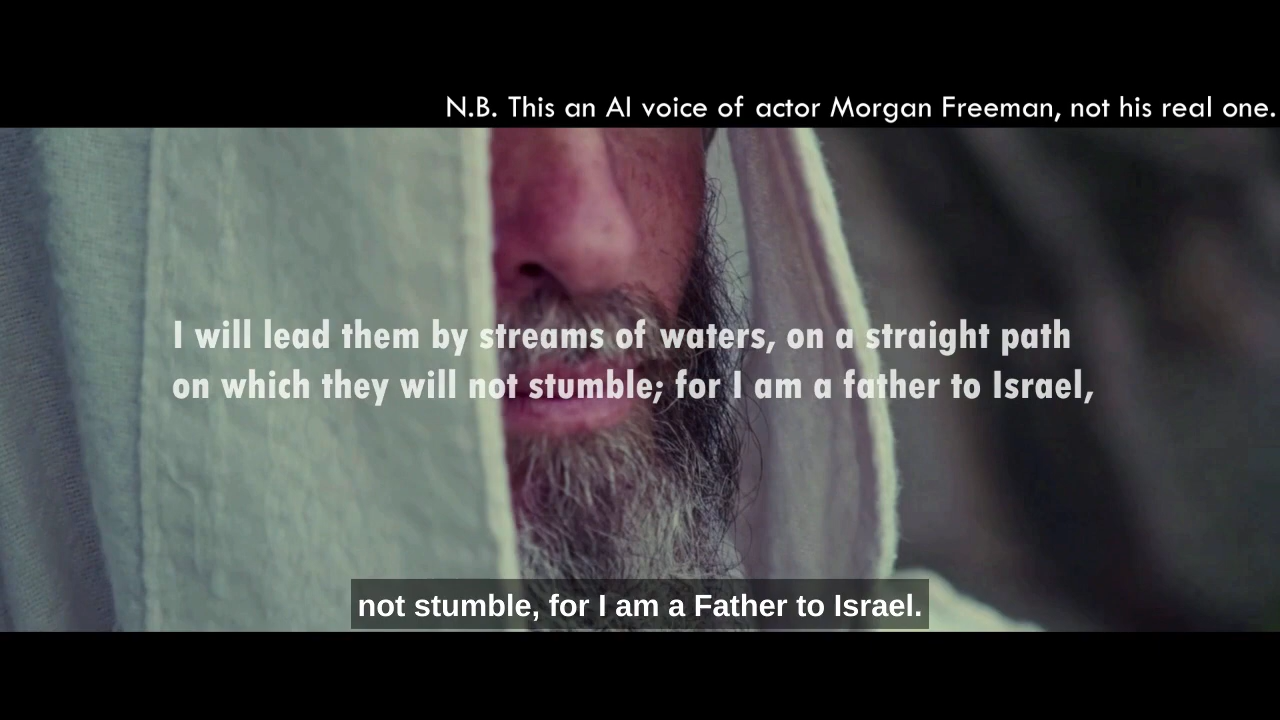 N.B. This an AI voice of actor Morgan Freeman, not his real one.
I will lead them by streams of waters, on a straight path
on which they will not stumble; for I am a father to Israel,
not stumble, for I am a Father to Israel.